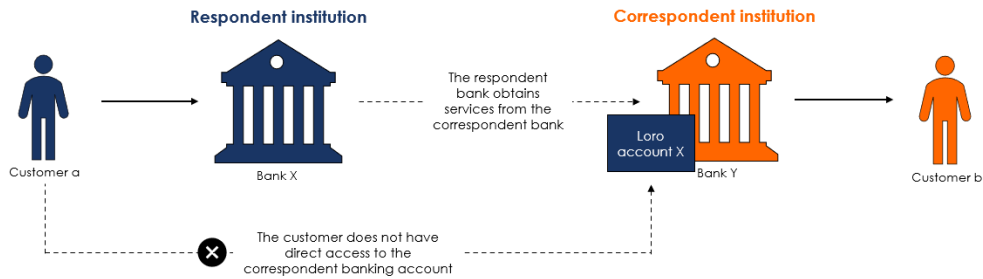 Respondent institution
Correspondent institution
The respondent
bank obtains
services from the
correspondent bank
Loro
account X
Customer a
Bank X
Bank Y
Customer b
The customer does not have
direct access to the
correspondent banking account